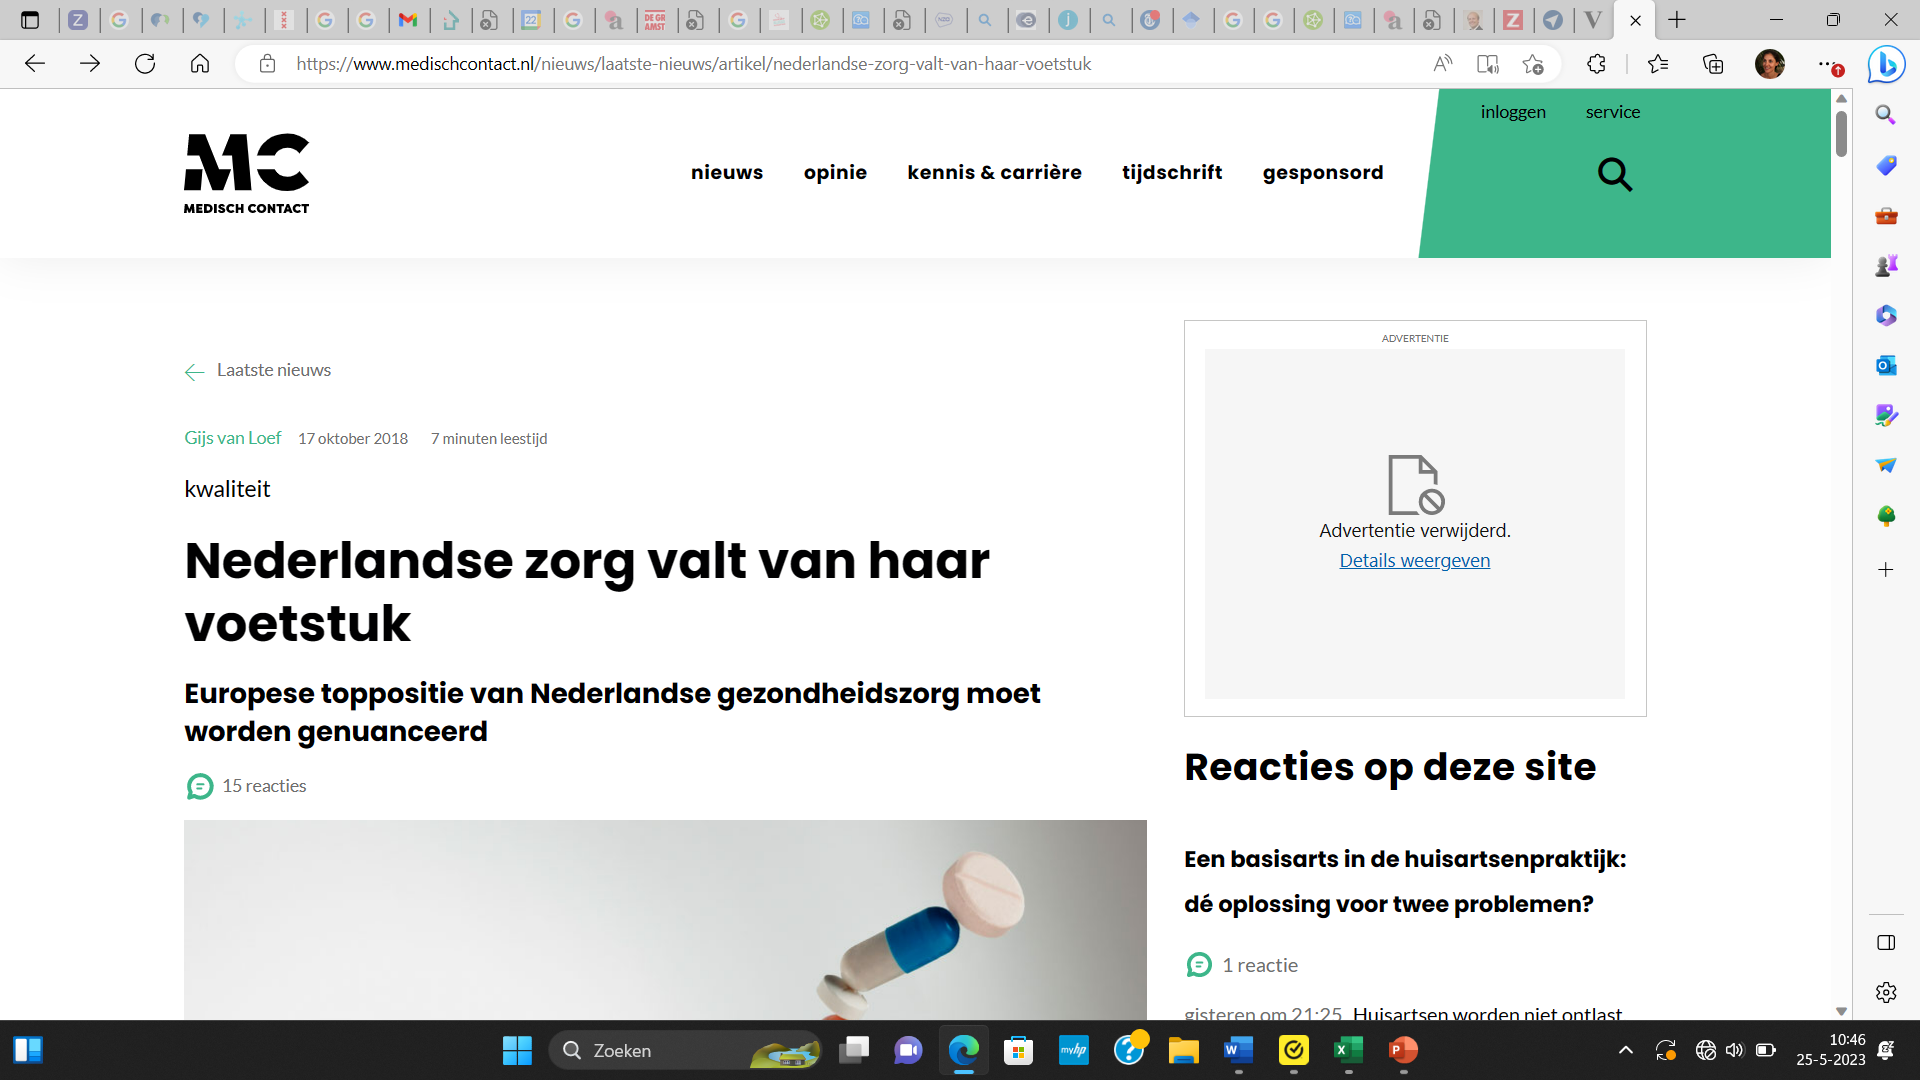 https://www.medischcontact.nl/nieuws/laatste-nieuws/artikel/nederlandse-zorg-valt-van-haar-voetstuk
inloggen service
MC
MEDISCH CONTACT
nieuws opinie kennis & carrière tijdschrift gesponsord
Laatste nieuws
Gijs van Loef 17 oktober 2018 7 minuten leestijd
kwaliteit
Nederlandse zorg valt van haar
voetstuk
Europese toppositie van Nederlandse gezondheidszorg moet
worden genuanceerd
15 reacties
ADVERTENTIE
Advertentie verwijderd.
Details weergeven
Reacties op deze site
Een basisarts in de huisartsenpraktijk:
dé oplossing voor twee problemen?
1 reactie
gisteren om 21:25 Huisartsen worden niet ontlast
Zoeken
10:46
25-5-2023